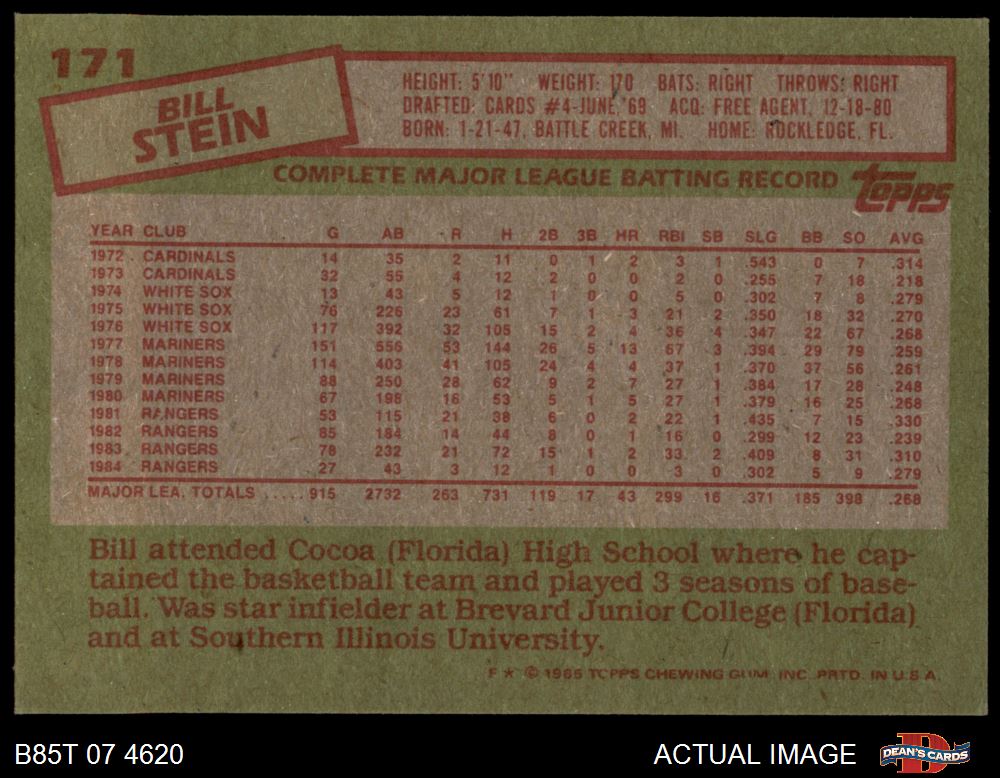 171
BILL
STEIN
HEIGHT: 5'10" WEIGHT: 170 BATS: RIGHT THROWS: RIGHT
DRAFTED: CARDS #4-JUNE, '69 ACQ: FREE AGENT, 12-18-80
BORN: 1-21-47, BATTLE CREEK, MI. HOME: ROCKLEDGE, FL.
COMPLETE MAJOR LEAGUE BATTING RECORD topps
YEAR CLUB G AB R H 2B 3B HR RBI SB SLG BB SO AVG
1972 CARDINALS 14 35 2 11 0 1 2 3 1 .543 0 7 .314
1973 CARDINALS 32 55 4 12 2 0 0 2 0 .255 7 18 .218
1974 WHITE SOX 13 43 5 12 1 0 0 5 0 .302 7 8 .279
1975 WHITE SOX 76 226 23 61 7 1 3 21 2 .350 18 32 .270
1976 WHITE SOX 117 392 32 105 15 2 4 36 4 .347 22 67 .268
1977 MARINERS 151 556 53 144 26 5 13 67 3 .394 29 79 .259
1978 MARINERS 114 403 41 105 24 4 4 37 1 .370 37 56 .261
1979 MARINERS 88 250 28 62 9 2 7 27 1 .384 17 28 .248
1980 MARINERS 67 198 16 53 5 1 5 27 1 .379 16 25 .268
1981 RANGERS 53 115 21 38 6 0 2 22 1 .435 7 15 .330
1982 RANGERS 85 184 14 44 8 0 1 16 0 .299 12 23 .239
1983 RANGERS 78 232 21 72 15 1 2 33 2 .409 8 31 .310
1984 RANGERS 27 43 3 12 1 0 0 3 0 .302 5 9 .279
MAJOR LEA. TOTALS ..... 915 2732 263 731 119 17 43 299 16 .371 185 398 .268
Bill attended Cocoa (Florida) High School where he cap-
tained the basketball team and played 3 seasons of base-
ball. Was star infielder at Brevard Junior College (Florida)
and at Southern Illinois University.
F ★ © 1985 TOPPS CHEWING GUM, INC. PRTD. IN U.S.A.
B85T 07 4620 ACTUAL IMAGE D DEAN'S CARDS